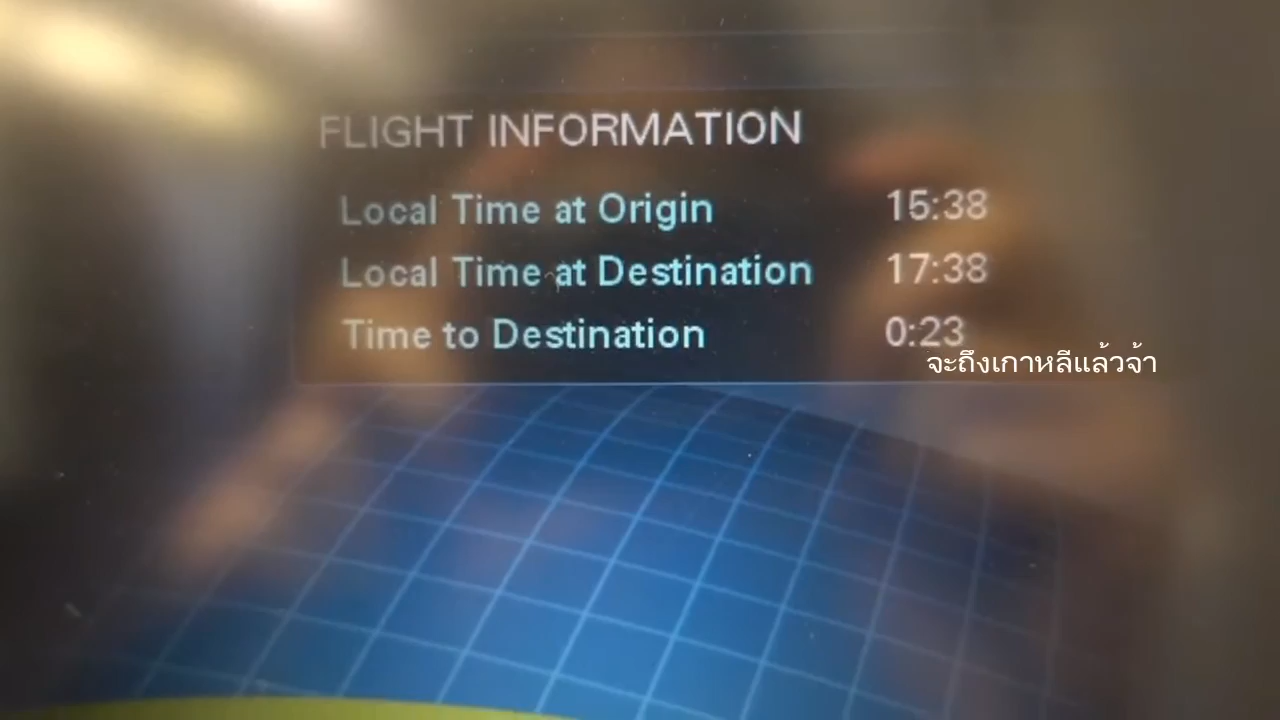 FLIGHT INFORMATION
Local Time at Origin 15:38
Local Time at Destination 17:38
Time to Destination 0:23
จะถึงเกาหลีแล้วจ้า